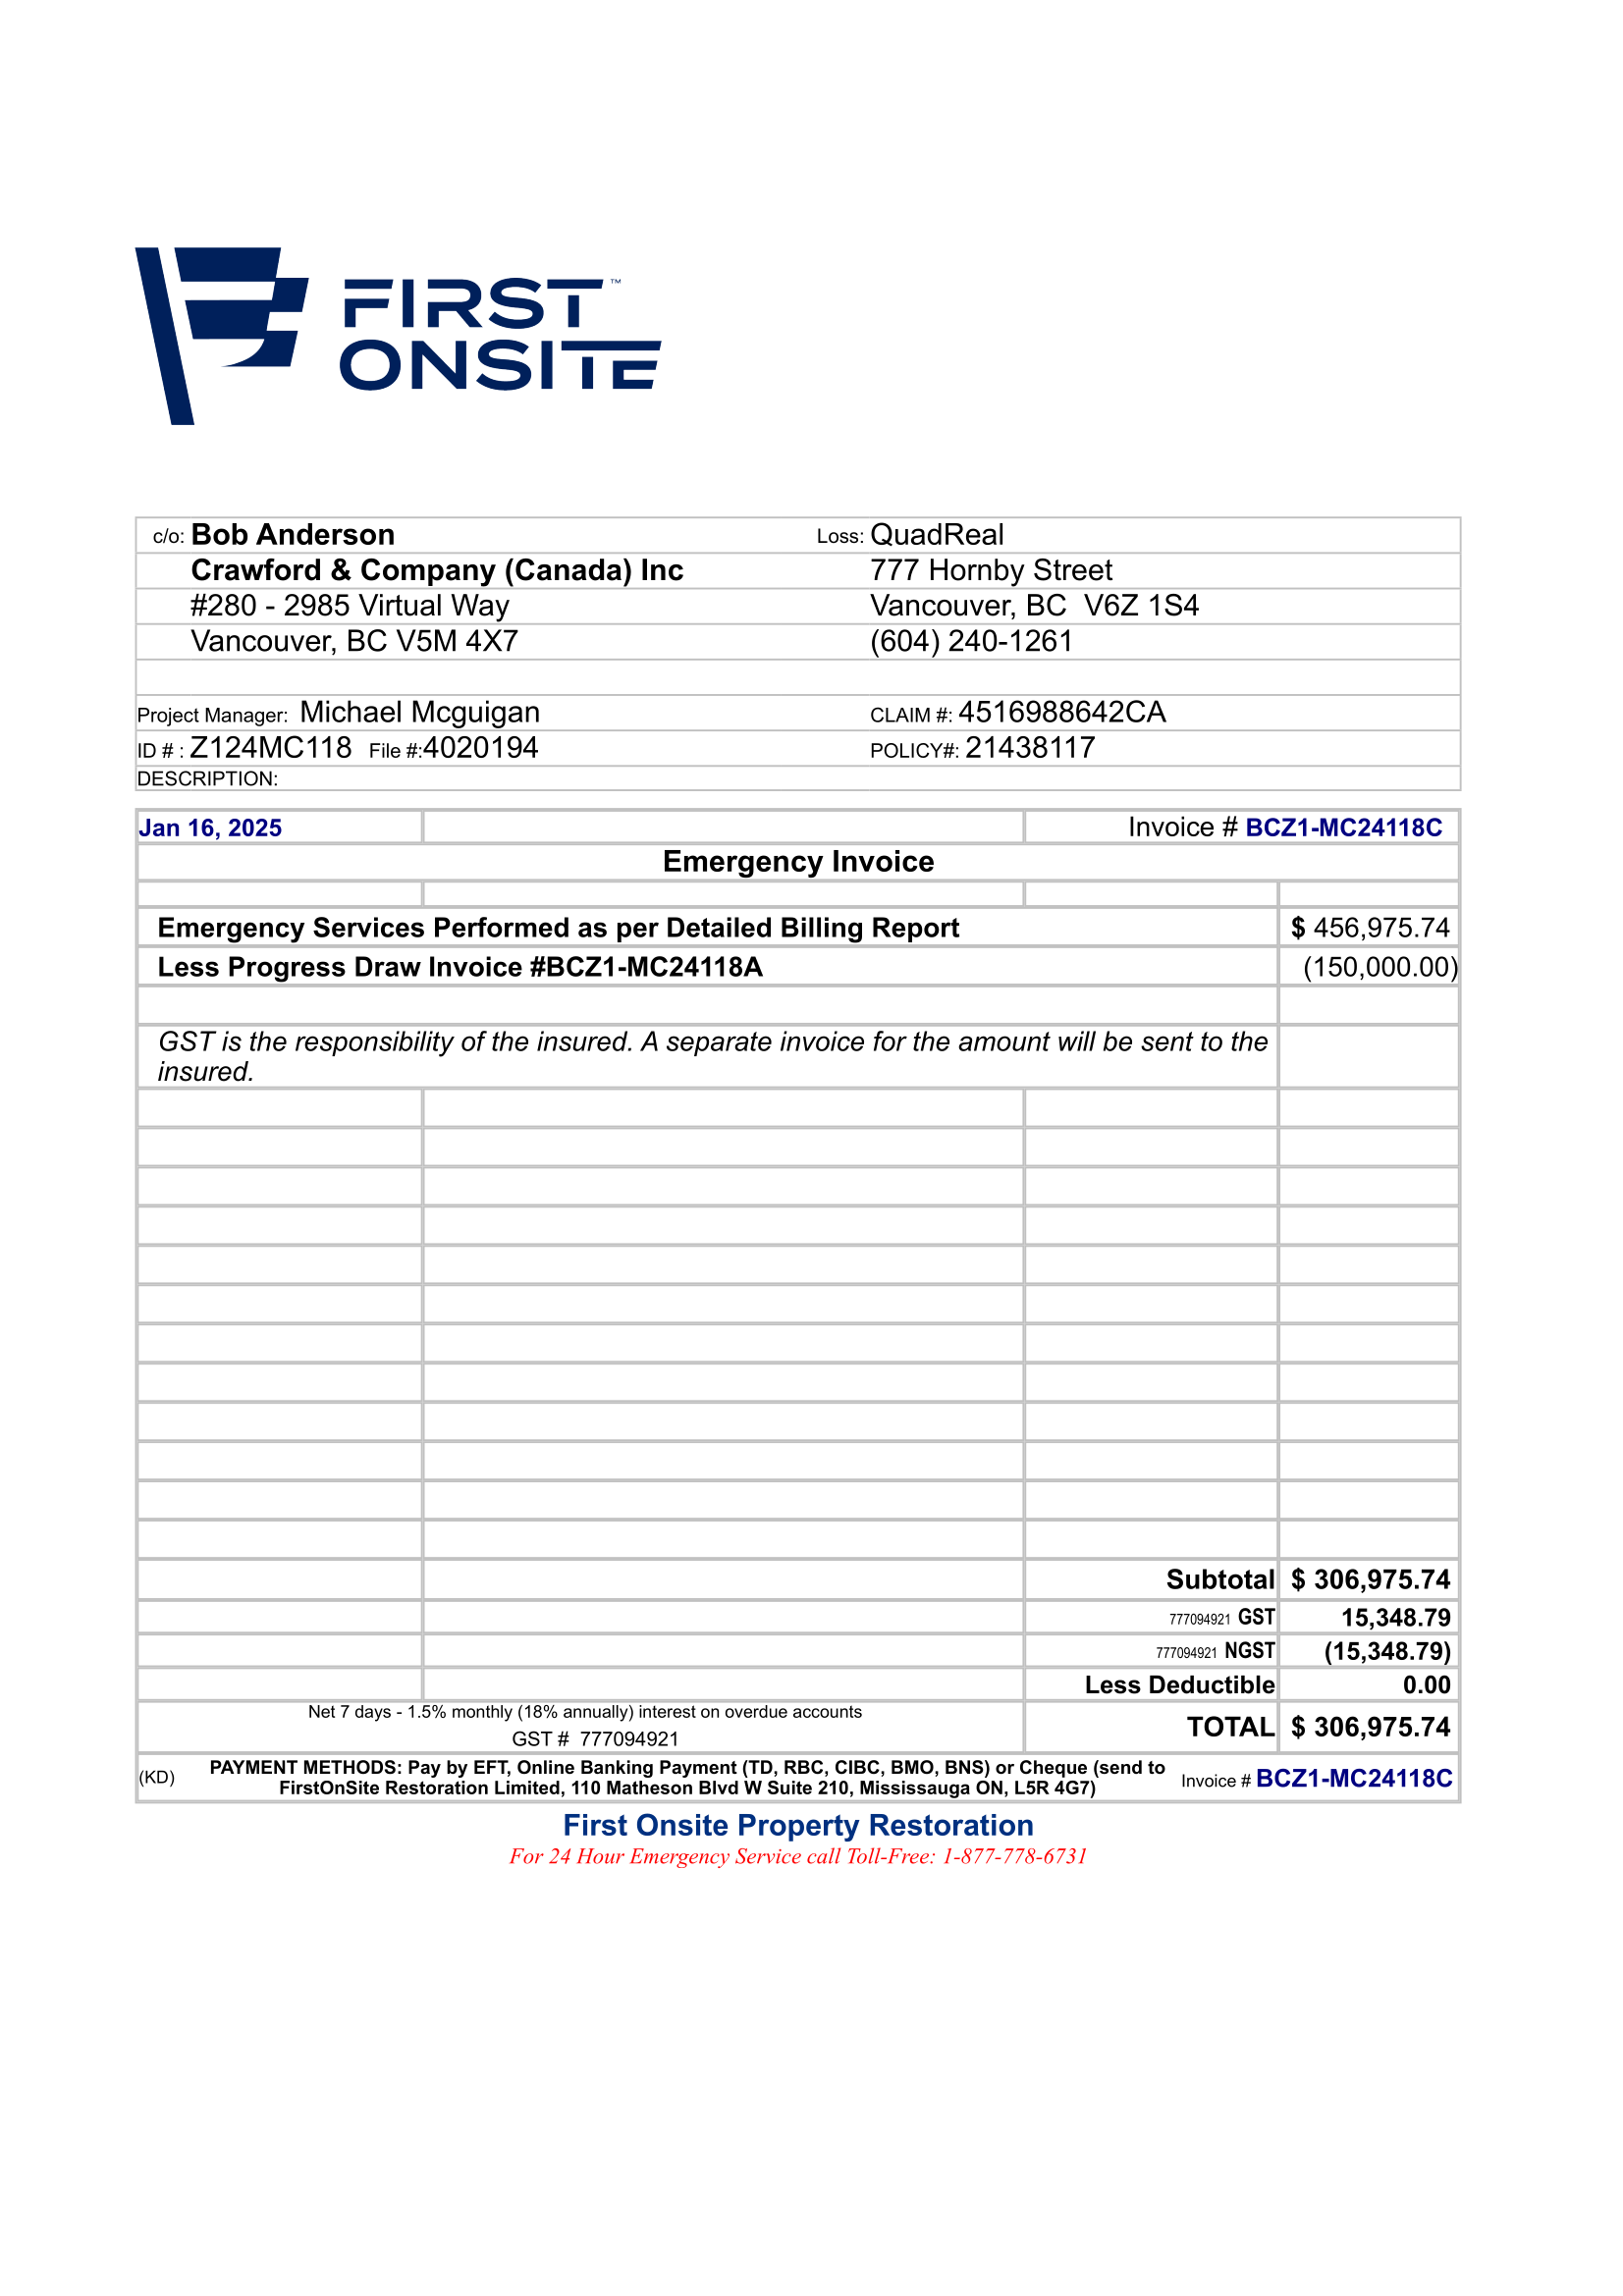 FIRST™
ONSITE
c/o: Bob Anderson Loss: QuadReal
Crawford & Company (Canada) Inc 777 Hornby Street
#280 - 2985 Virtual Way Vancouver, BC V6Z 1S4
Vancouver, BC V5M 4X7 (604) 240-1261
Project Manager: Michael Mcguigan CLAIM #: 4516988642CA
ID # : Z124MC118 File #:4020194 POLICY#: 21438117
DESCRIPTION:
Jan 16, 2025 Invoice # BCZ1-MC24118C
Emergency Invoice
Emergency Services Performed as per Detailed Billing Report $ 456,975.74
Less Progress Draw Invoice #BCZ1-MC24118A (150,000.00)
GST is the responsibility of the insured. A separate invoice for the amount will be sent to the
insured.
Subtotal $ 306,975.74
777094921 GST 15,348.79
777094921 NGST (15,348.79)
Less Deductible 0.00
Net 7 days - 1.5% monthly (18% annually) interest on overdue accounts
GST # 777094921
TOTAL $ 306,975.74
(KD) PAYMENT METHODS: Pay by EFT, Online Banking Payment (TD, RBC, CIBC, BMO, BNS) or Cheque (send to
FirstOnSite Restoration Limited, 110 Matheson Blvd W Suite 210, Mississauga ON, L5R 4G7)
Invoice # BCZ1-MC24118C
First Onsite Property Restoration
For 24 Hour Emergency Service call Toll-Free: 1-877-778-6731